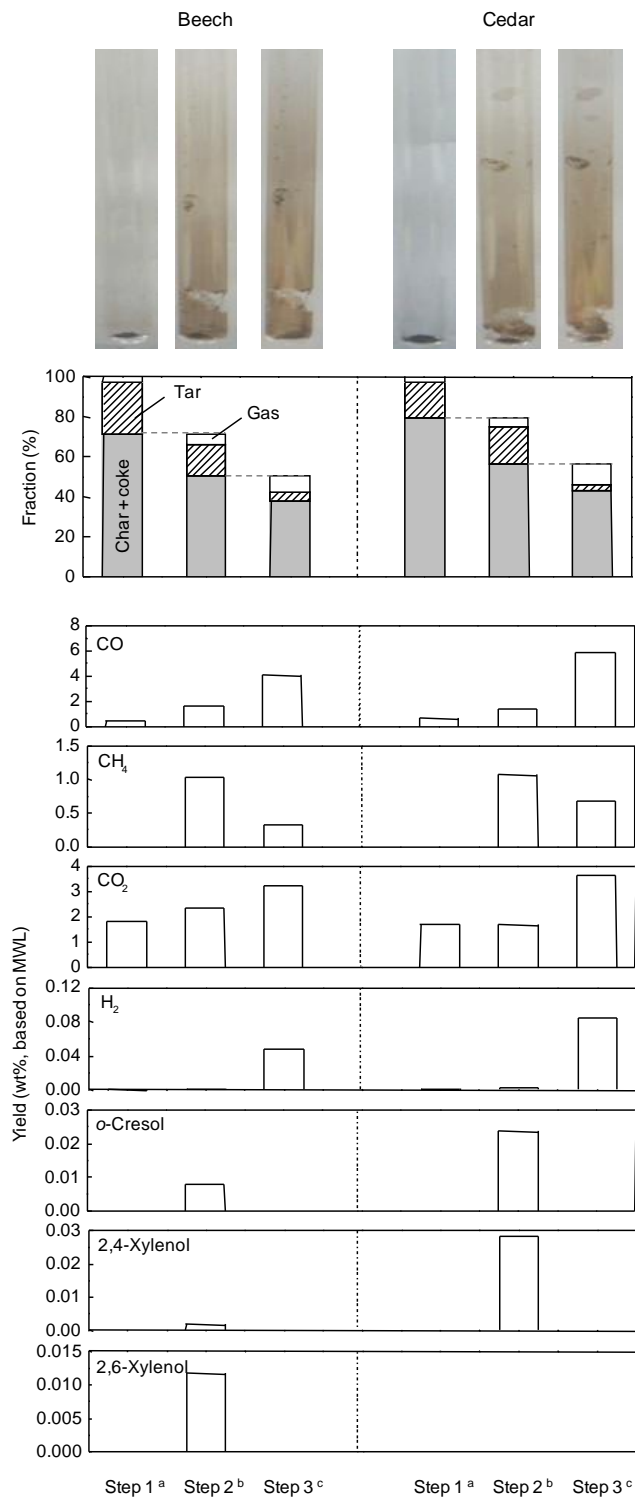 Beech Cedar
100
80
60
40
20
0
Fraction (%)
Tar
Gas
Char + coke
8
6
4
2
0
CO
1.5
1.0
0.5
0.0
CH₄
4
3
2
1
0
CO₂
0.12
0.08
0.04
0.00
H₂
0.03
0.02
0.01
0.00
o-Cresol
0.03
0.02
0.01
0.00
2,4-Xylenol
0.015
0.010
0.005
0.000
2,6-Xylenol
Yield (wt%, based on MWL)
Step 1 ᵃ Step 2 ᵇ Step 3 ᶜ Step 1 ᵃ Step 2 ᵇ Step 3 ᶜ